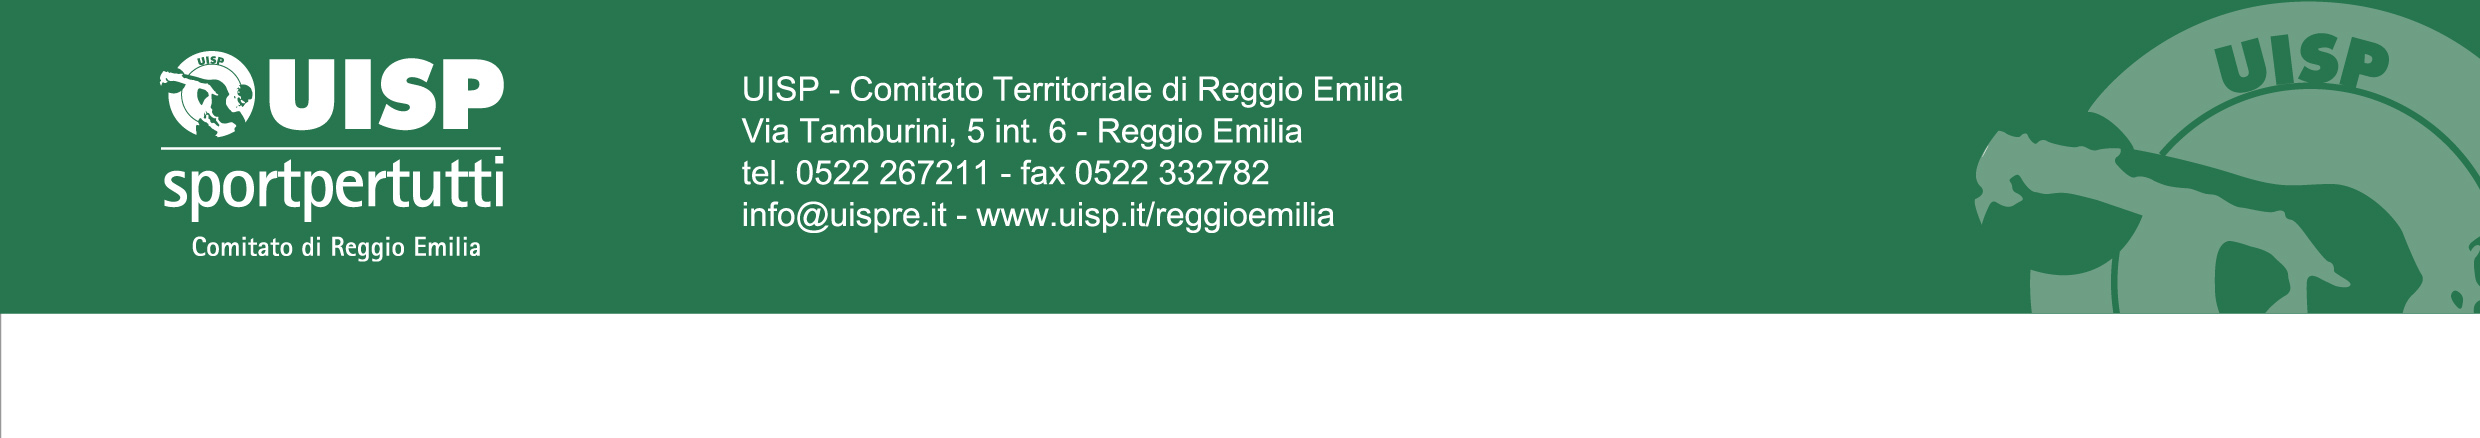 UISP
UISP
sportpertutti
Comitato di Reggio Emilia
UISP - Comitato Territoriale di Reggio Emilia
Via Tamburini, 5 int. 6 - Reggio Emilia
tel. 0522 267211 - fax 0522 332782
info@uispre.it - www.uisp.it/reggioemilia
UISP